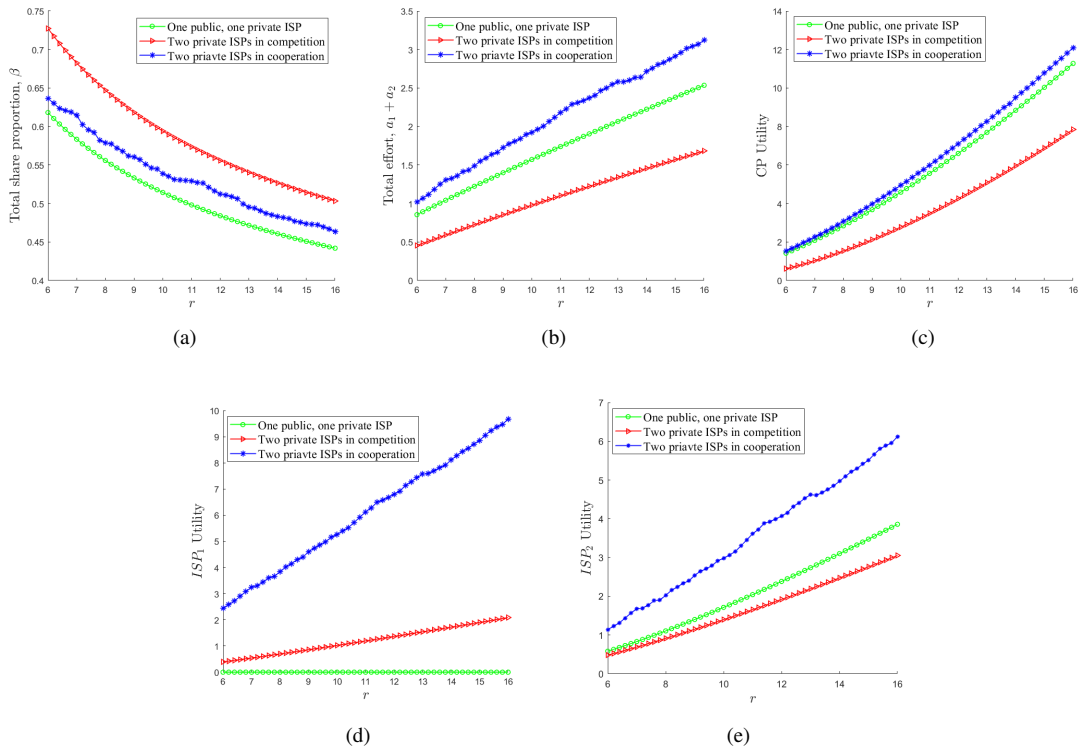 0.75
0.7
0.65
0.6
0.55
0.5
0.45
0.4
Total share proportion, β
One public, one private ISP
Two private ISPs in competition
Two priavte ISPs in cooperation
6 7 8 9 10 11 12 13 14 15 16
r
(a)
3.5
3
2.5
2
1.5
1
0.5
0
Total effort, a₁ + a₂
One public, one private ISP
Two private ISPs in competition
Two priavte ISPs in cooperation
6 7 8 9 10 11 12 13 14 15 16
r
(b)
14
12
10
8
6
4
2
0
CP Utility
One public, one private ISP
Two private ISPs in competition
Two priavte ISPs in cooperation
6 7 8 9 10 11 12 13 14 15 16
r
(c)
10
9
8
7
6
5
4
3
2
1
0
ISP₁ Utility
One public, one private ISP
Two private ISPs in competition
Two priavte ISPs in cooperation
6 7 8 9 10 11 12 13 14 15 16
r
(d)
7
6
5
4
3
2
1
0
ISP₂ Utility
One public, one private ISP
Two private ISPs in competition
Two priavte ISPs in cooperation
6 8 10 12 14 16
r
(e)